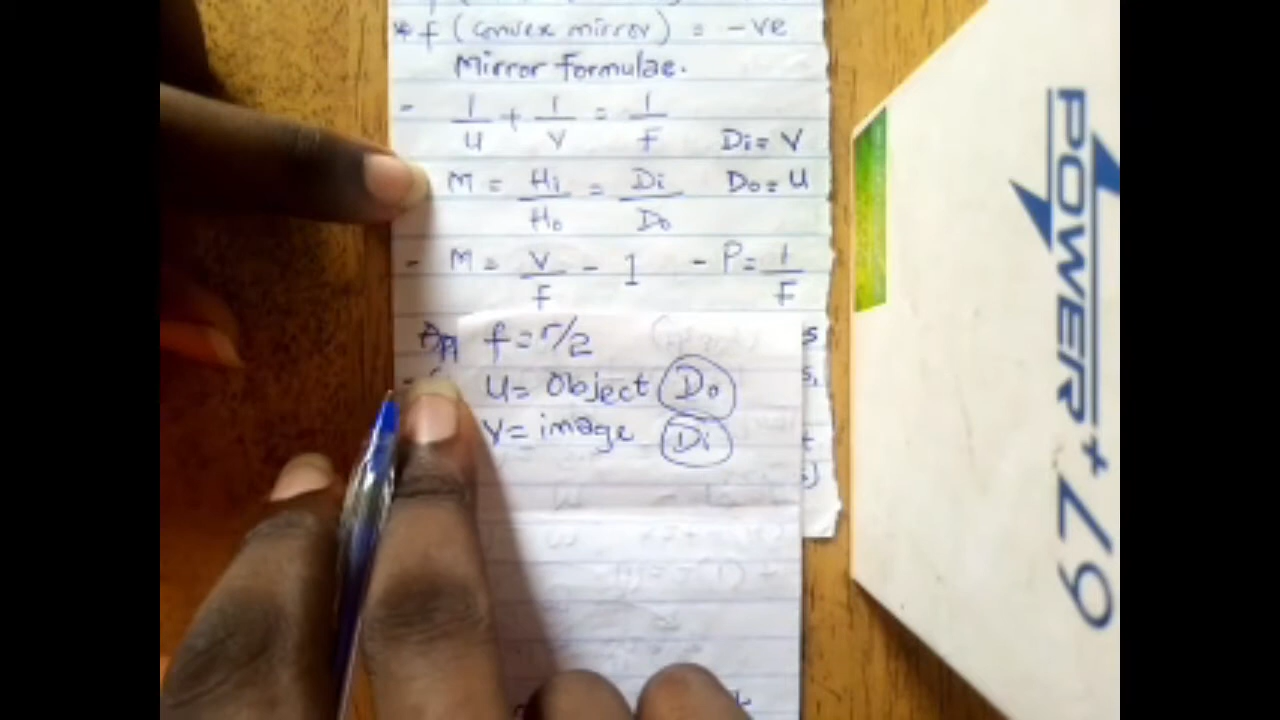 * f (convex mirror) = -ve
Mirror formulae.
- 1/u + 1/v = 1/f Di = v
M = Hi/Ho = Di/Do Do = u
- M = v/f - 1 - P = 1/f
f = r/2
u = object Do
v = image Di
POWER+ L9